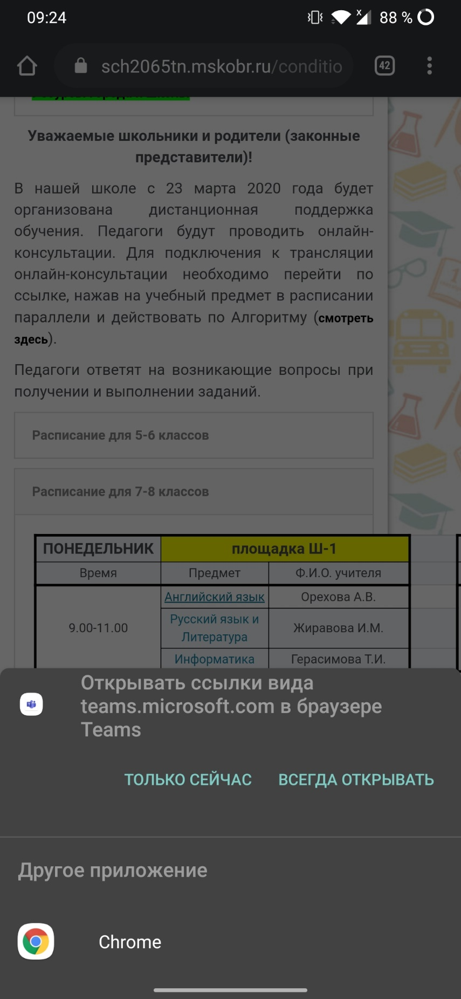 09:24
x
88 %
sch2065tn.mskobr.ru/conditio
42
Уважаемые школьники и родители (законные
представители)!
В нашей школе с 23 марта 2020 года будет
организована дистанционная поддержка
обучения. Педагоги будут проводить онлайн-
консультации. Для подключения к трансляции
онлайн-консультации необходимо перейти по
ссылке, нажав на учебный предмет в расписании
параллели и действовать по Алгоритму (смотреть
здесь).
Педагоги ответят на возникающие вопросы при
получении и выполнении заданий.
Расписание для 5-6 классов
Расписание для 7-8 классов
ПОНЕДЕЛЬНИК площадка Ш-1
Время Предмет Ф.И.О. учителя
Английский язык Орехова А.В.
9.00-11.00
Русский язык и
Литература
Жиравова И.М.
Информатика Герасимова Т.И.
Открывать ссылки вида
teams.microsoft.com в браузере
Teams
ТОЛЬКО СЕЙЧАС ВСЕГДА ОТКРЫВАТЬ
Другое приложение
Chrome